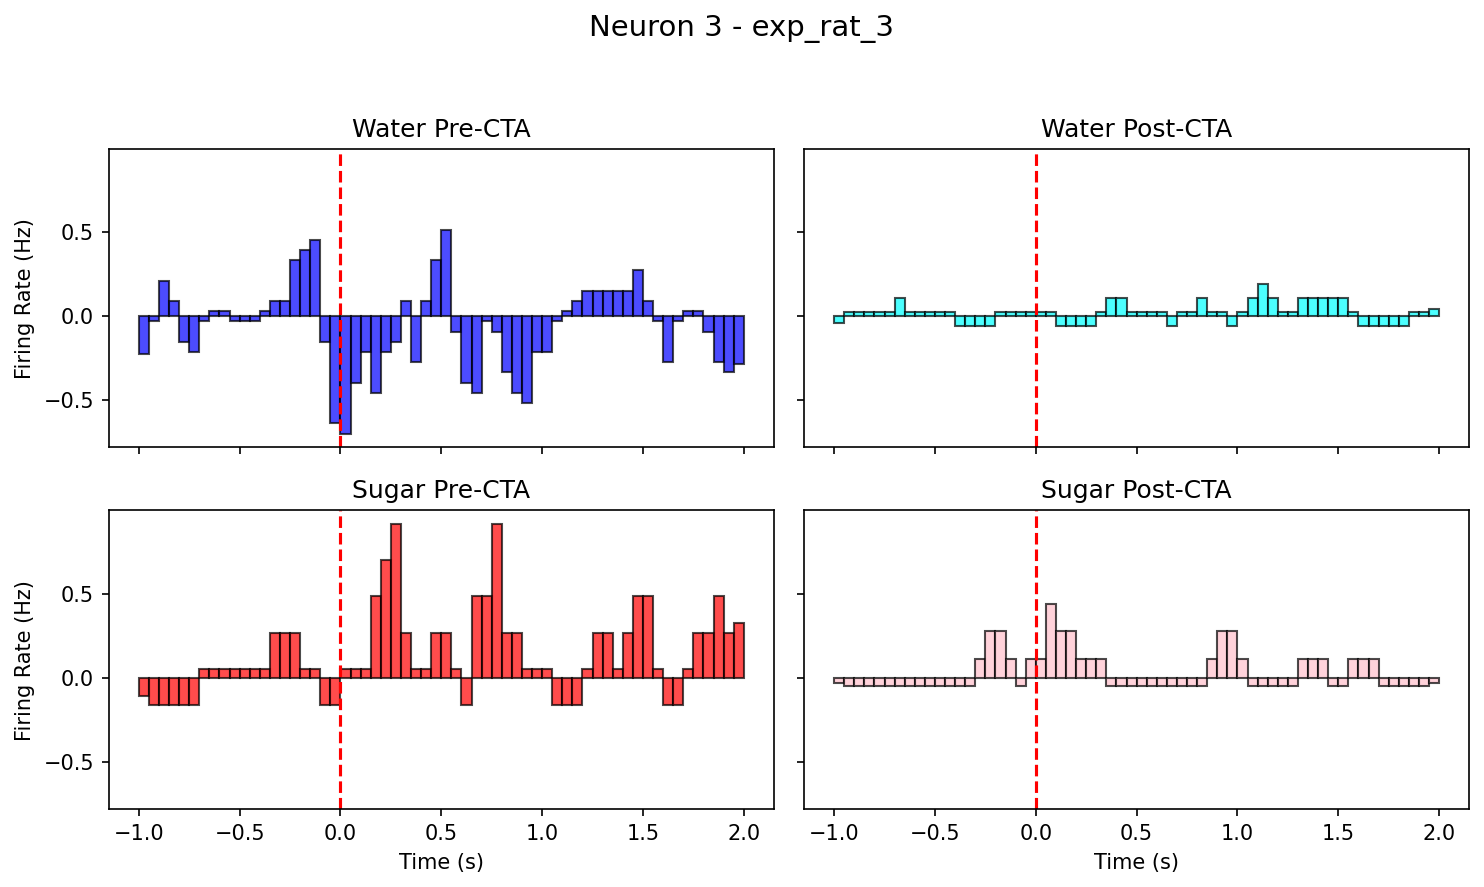 Neuron 3 - exp_rat_3
Water Pre-CTA
Water Post-CTA
Firing Rate (Hz)
0.5
0.0
−0.5
Sugar Pre-CTA
Sugar Post-CTA
Firing Rate (Hz)
0.5
0.0
−0.5
−1.0 −0.5 0.0 0.5 1.0 1.5 2.0
−1.0 −0.5 0.0 0.5 1.0 1.5 2.0
Time (s)
Time (s)